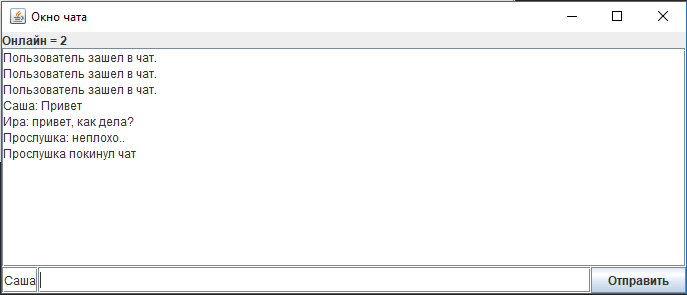 Окно чата
Онлайн = 2
Пользователь зашел в чат.
Пользователь зашел в чат.
Пользователь зашел в чат.
Саша: Привет
Ира: привет, как дела?
Прослушка: неплохо..
Прослушка покинул чат
Саша
Отправить